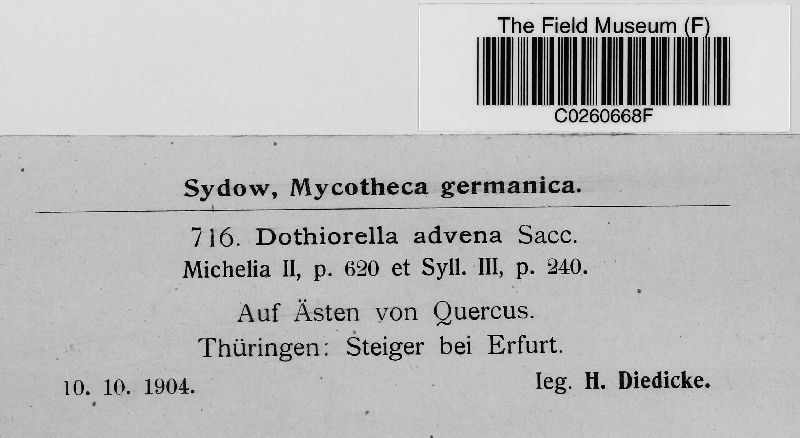 The Field Museum (F)
C0260668F
Sydow, Mycotheca germanica.
716. Dothiorella advena Sacc.
Michelia II, p. 620 et Syll. III, p. 240.
Auf Ästen von Quercus.
Thüringen: Steiger bei Erfurt.
10. 10. 1904. leg. H. Diedicke.